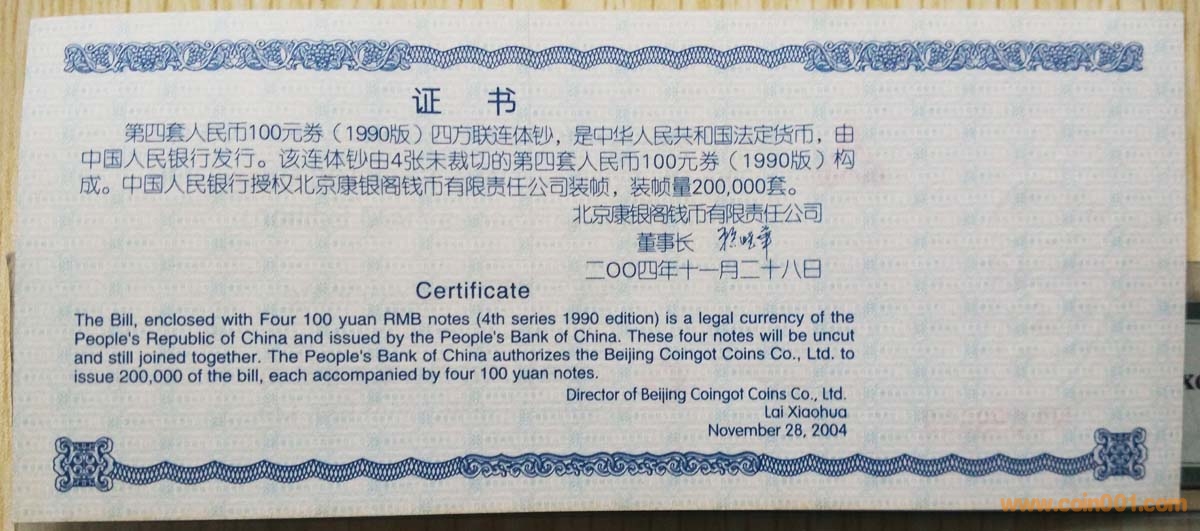 证 书
第四套人民币100元券（1990版）四方联连体钞，是中华人民共和国法定货币，由
中国人民银行发行。该连体钞由4张未裁切的第四套人民币100元券（1990版）构
成。中国人民银行授权北京康银阁钱币有限责任公司装帧，装帧量200,000套。
北京康银阁钱币有限责任公司
董事长
二OO四年十一月二十八日
Certificate
The Bill, enclosed with Four 100 yuan RMB notes (4th series 1990 edition) is a legal currency of the
People's Republic of China and issued by the People's Bank of China. These four notes will be uncut
and still joined together. The People's Bank of China authorizes the Beijing Coingot Coins Co., Ltd. to
issue 200,000 of the bill, each accompanied by four 100 yuan notes.
Director of Beijing Coingot Coins Co., Ltd.
Lai Xiaohua
November 28, 2004
www.coin001.com